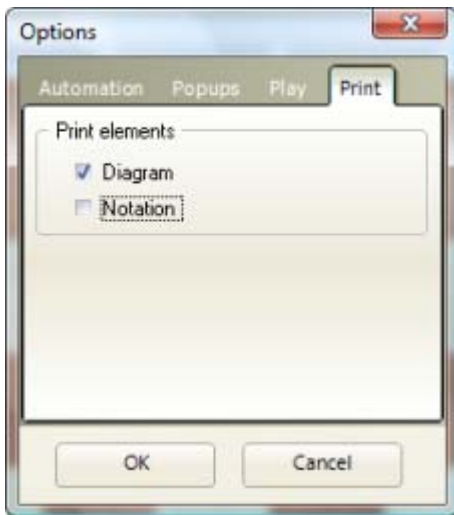 Options
Automation Popups Play Print
Print elements
Diagram
Notation
OK Cancel